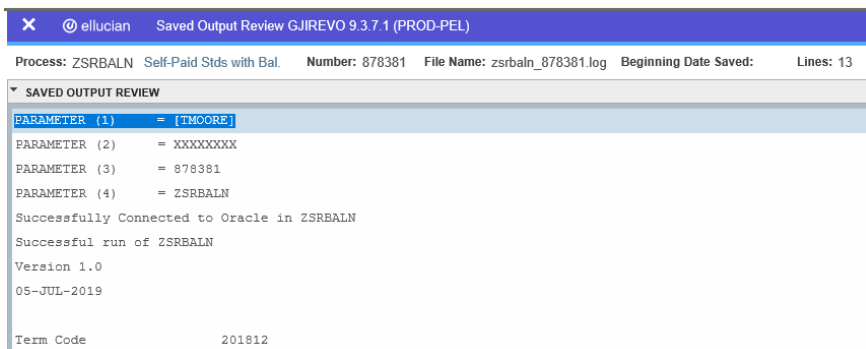 ellucian Saved Output Review GJIREVO 9.3.7.1 (PROD-PEL)
Process: ZSRBALN Self-Paid Stds with Bal. Number: 878381 File Name: zsrbaln_878381.log Beginning Date Saved: Lines: 13
SAVED OUTPUT REVIEW
PARAMETER (1) = [TMOORE]
PARAMETER (2) = XXXXXXXX
PARAMETER (3) = 878381
PARAMETER (4) = ZSRBALN
Successfully Connected to Oracle in ZSRBALN
Successful run of ZSRBALN
Version 1.0
05-JUL-2019
Term Code 201812